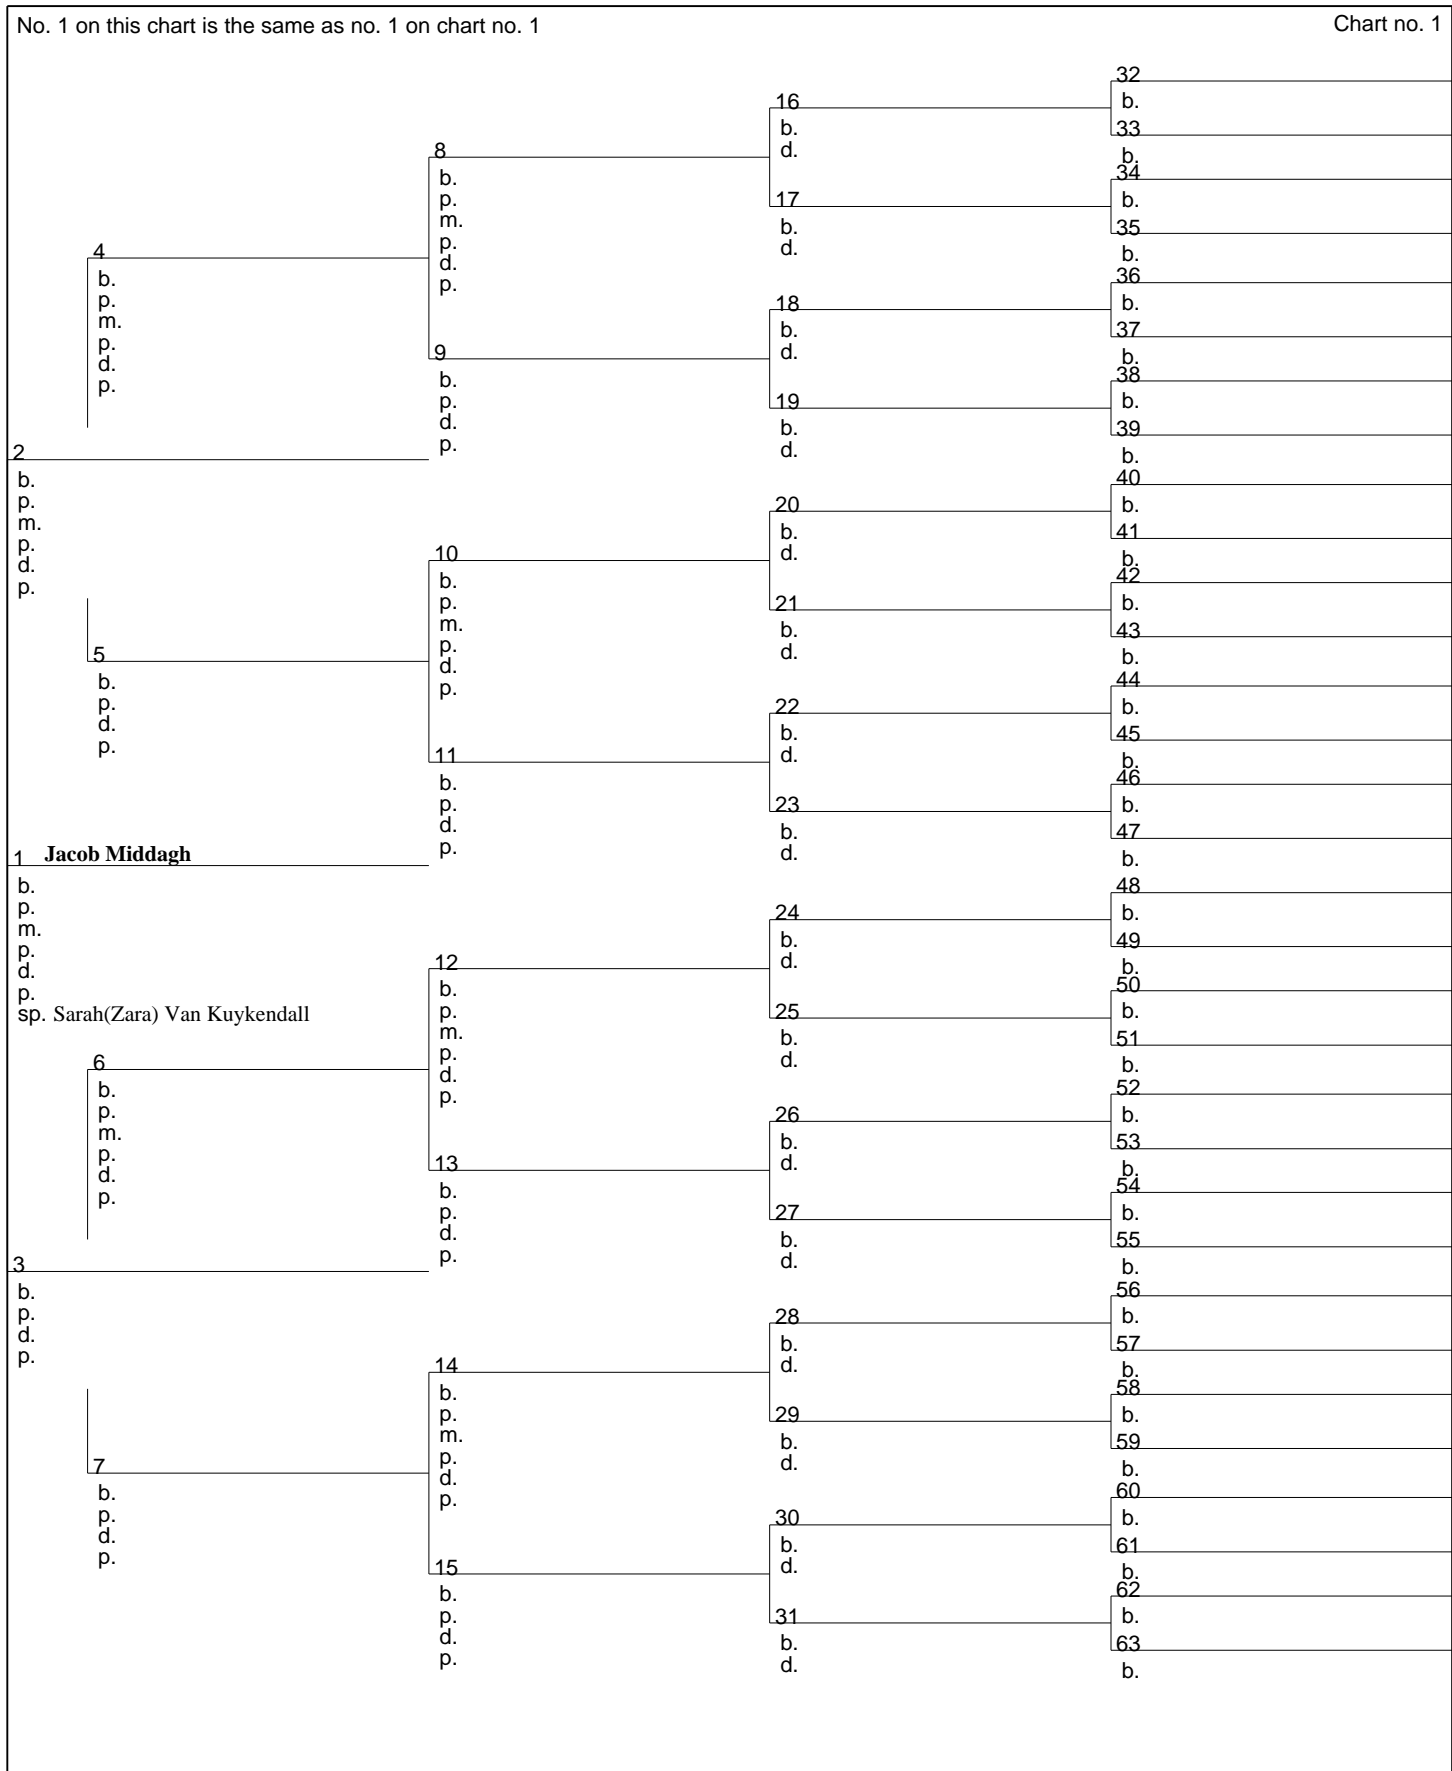 No. 1 on this chart is the same as no. 1 on chart no. 1
Chart no. 1
2
b.
p.
m.
p.
d.
p.
1 Jacob Middagh
b.
p.
m.
p.
d.
p.
sp. Sarah(Zara) Van Kuykendall
3
b.
p.
d.
p.
4
b.
p.
m.
p.
d.
p.
5
b.
p.
d.
p.
6
b.
p.
m.
p.
d.
p.
7
b.
p.
d.
p.
8
b.
p.
m.
p.
d.
p.
9
b.
p.
d.
p.
10
b.
p.
m.
p.
d.
p.
11
b.
p.
d.
p.
12
b.
p.
m.
p.
d.
p.
13
b.
p.
d.
p.
14
b.
p.
m.
p.
d.
p.
15
b.
p.
d.
p.
16
b.
d.
17
b.
d.
18
b.
d.
19
b.
d.
20
b.
d.
21
b.
d.
22
b.
d.
23
b.
d.
24
b.
d.
25
b.
d.
26
b.
d.
27
b.
d.
28
b.
d.
29
b.
d.
30
b.
d.
31
b.
d.
32
b.
33
b.
34
b.
35
b.
36
b.
37
b.
38
b.
39
b.
40
b.
41
b.
42
b.
43
b.
44
b.
45
b.
46
b.
47
b.
48
b.
49
b.
50
b.
51
b.
52
b.
53
b.
54
b.
55
b.
56
b.
57
b.
58
b.
59
b.
60
b.
61
b.
62
b.
63
b.